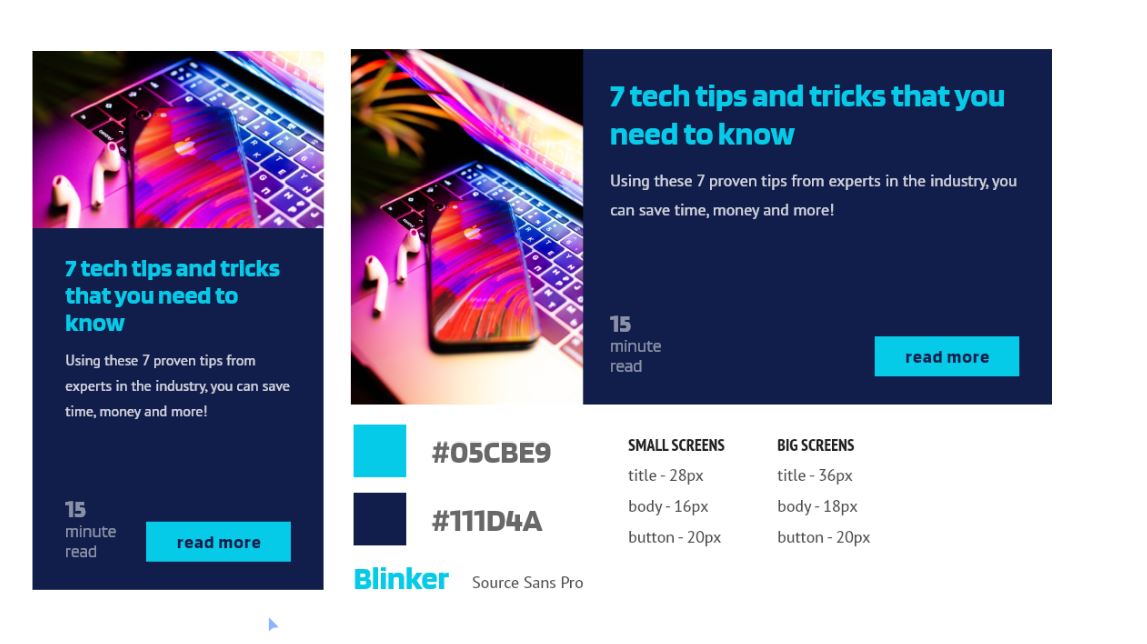 7 tech tips and tricks
that you need to
know
Using these 7 proven tips from
experts in the industry, you can save
time, money and more!
15
minute
read
read more
7 tech tips and tricks that you
need to know
Using these 7 proven tips from experts in the industry, you
can save time, money and more!
15
minute
read
read more
#05CBE9
#111D4A
Blinker
Source Sans Pro
SMALL SCREENS
title - 28px
body - 16px
button - 20px
BIG SCREENS
title - 36px
body - 18px
button - 20px